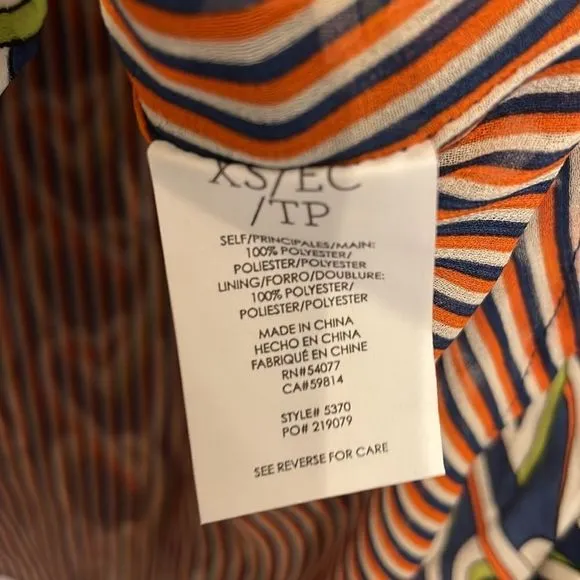 XS/EC
/TP
SELF/PRINCIPALES/MAIN:
100% POLYESTER/
POLIESTER/POLYESTER
LINING/FORRO/DOUBLURE:
100% POLYESTER/
POLIESTER/POLYESTER
MADE IN CHINA
HECHO EN CHINA
FABRIQUÉ EN CHINE
RN#54077
CA#59814
STYLE# 5370
PO# 219079
SEE REVERSE FOR CARE